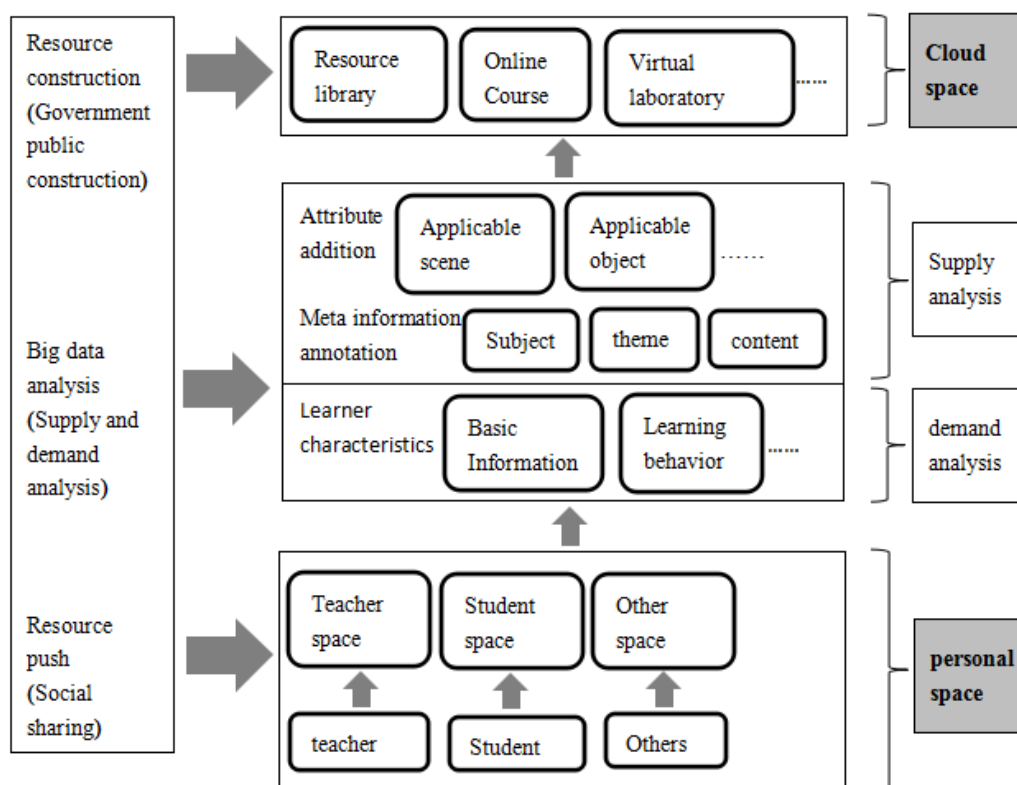 Resource
construction
(Government
public
construction)
Resource
library
Online
Course
Virtual
laboratory
......
Cloud
space
Big data
analysis
(Supply and
demand
analysis)
Attribute
addition
Applicable
scene
Applicable
object
......
Meta information
annotation
Subject
theme
content
Supply
analysis
Learner
characteristics
Basic
Information
Learning
behavior
......
demand
analysis
Resource
push
(Social
sharing)
Teacher
space
Student
space
Other
space
teacher
Student
Others
personal
space